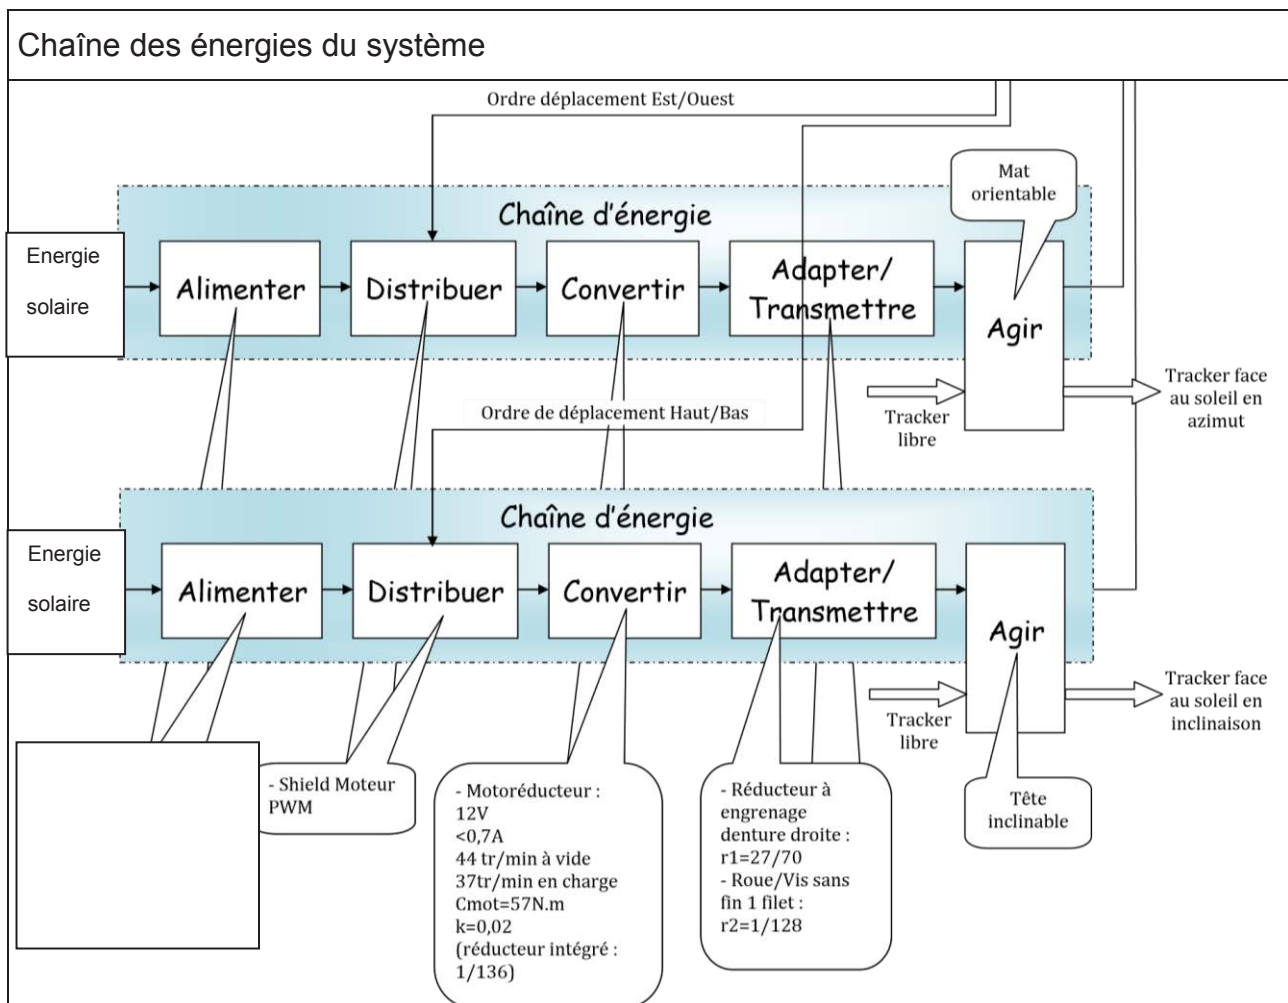 Chaîne des énergies du système
Ordre déplacement Est/Ouest
Mat
orientable
Chaîne d'énergie
Energie
solaire
Alimenter
Distribuer
Convertir
Adapter/
Transmettre
Agir
Tracker
libre
Tracker face
au soleil en
azimut
Ordre de déplacement Haut/Bas
Chaîne d'énergie
Energie
solaire
Alimenter
Distribuer
Convertir
Adapter/
Transmettre
Agir
Tracker
libre
Tracker face
au soleil en
inclinaison
- Shield Moteur
PWM
- Motoréducteur :
12V
<0,7A
44 tr/min à vide
37tr/min en charge
Cmot=57N.m
k=0,02
(réducteur intégré :
1/136)
- Réducteur à
engrenage
denture droite :
r1=27/70
- Roue/Vis sans
fin 1 filet :
r2=1/128
Tête
inclinable